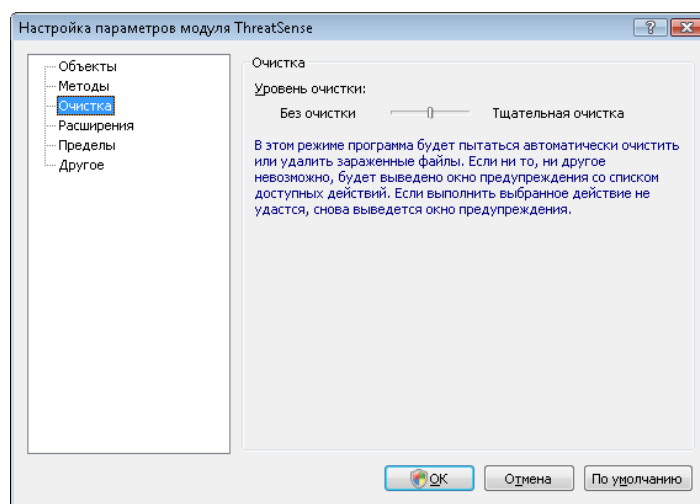 Настройка параметров модуля ThreatSense
Объекты
Методы
Очистка
Расширения
Пределы
Другое
Очистка
Уровень очистки:
Без очистки
Тщательная очистка
В этом режиме программа будет пытаться автоматически очистить
или удалить зараженные файлы. Если ни то, ни другое
невозможно, будет выведено окно предупреждения со списком
доступных действий. Если выполнить выбранное действие не
удастся, снова выведется окно предупреждения.
OK
Отмена
По умолчанию